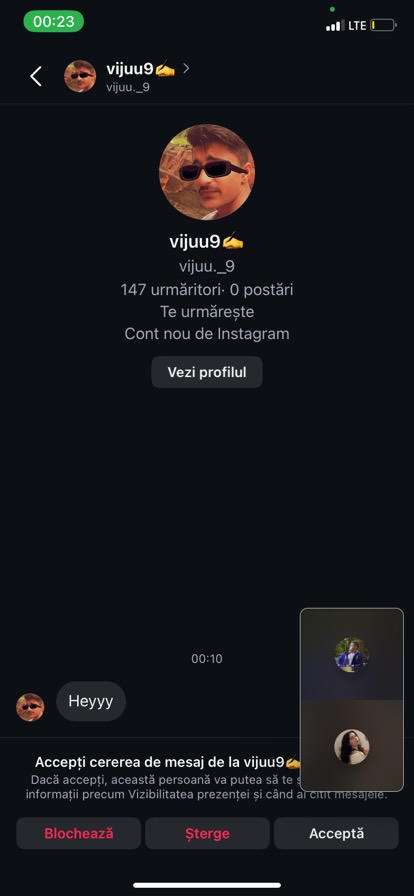 00:23
LTE
vijuu9✍️
vijuu._9
vijuu9✍️
vijuu._9
147 urmăritori· 0 postări
Te urmărește
Cont nou de Instagram
Vezi profilul
00:10
Heyyy
Accepți cererea de mesaj de la vijuu9✍️
Dacă accepți, această persoană va putea să te
informații precum Vizibilitatea prezenței și când ai citit mesajele.
Blochează
Șterge
Acceptă